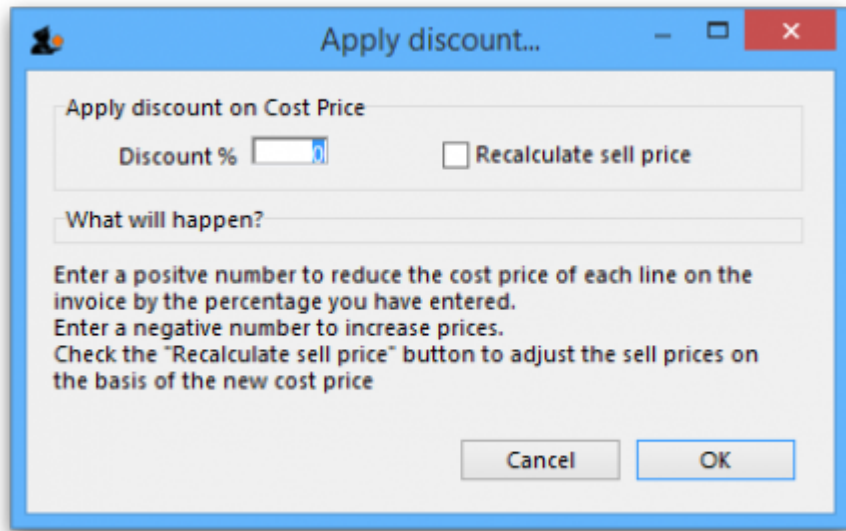 Apply discount...
Apply discount on Cost Price
Discount % 0 Recalculate sell price
What will happen?
Enter a positve number to reduce the cost price of each line on the
invoice by the percentage you have entered.
Enter a negative number to increase prices.
Check the "Recalculate sell price" button to adjust the sell prices on
the basis of the new cost price
Cancel OK